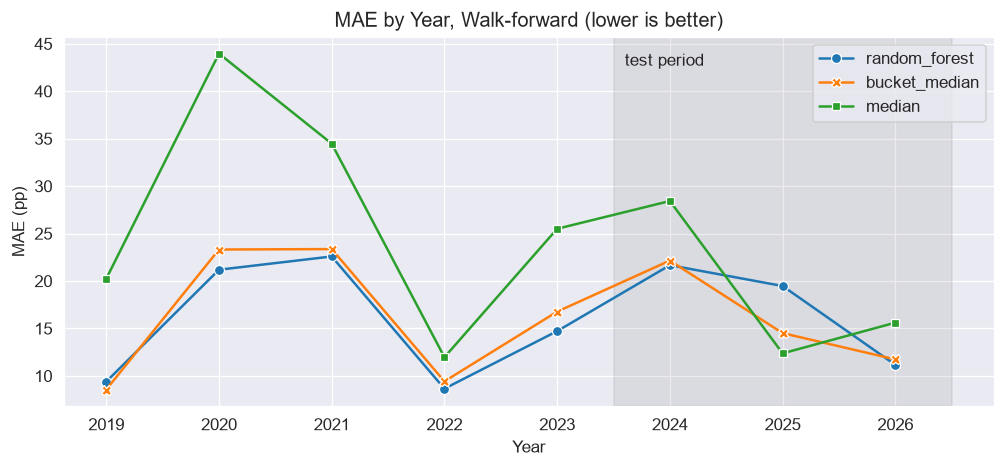 MAE by Year, Walk-forward (lower is better)
45
40
35
30
25
20
15
10
MAE (pp)
test period
random_forest
bucket_median
median
2019 2020 2021 2022 2023 2024 2025 2026
Year